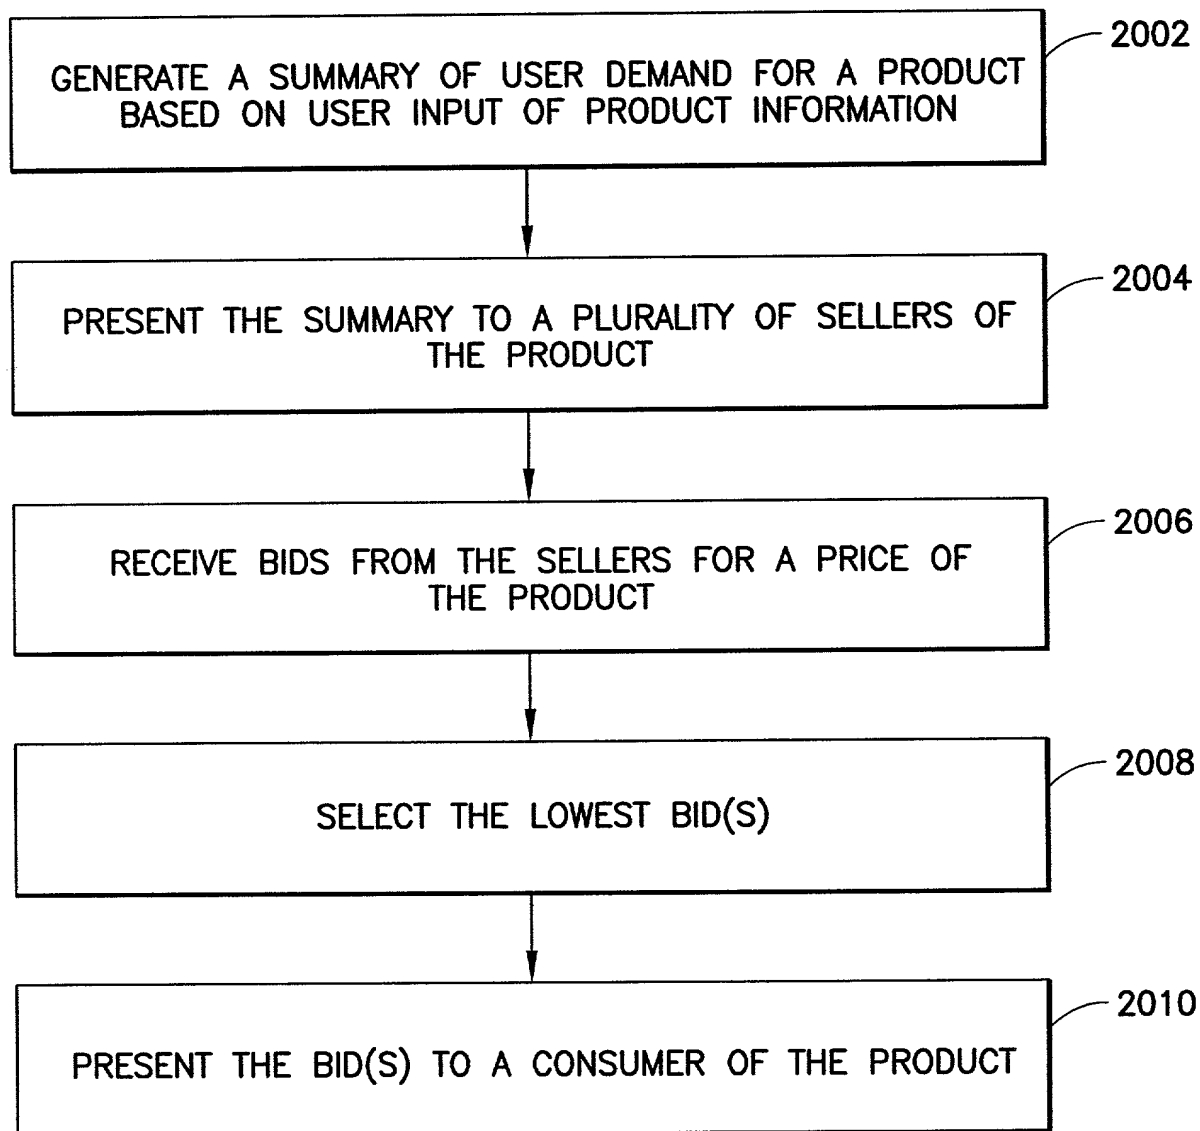 2002
GENERATE A SUMMARY OF USER DEMAND FOR A PRODUCT
BASED ON USER INPUT OF PRODUCT INFORMATION
2004
PRESENT THE SUMMARY TO A PLURALITY OF SELLERS OF
THE PRODUCT
2006
RECEIVE BIDS FROM THE SELLERS FOR A PRICE OF
THE PRODUCT
2008
SELECT THE LOWEST BID(S)
2010
PRESENT THE BID(S) TO A CONSUMER OF THE PRODUCT